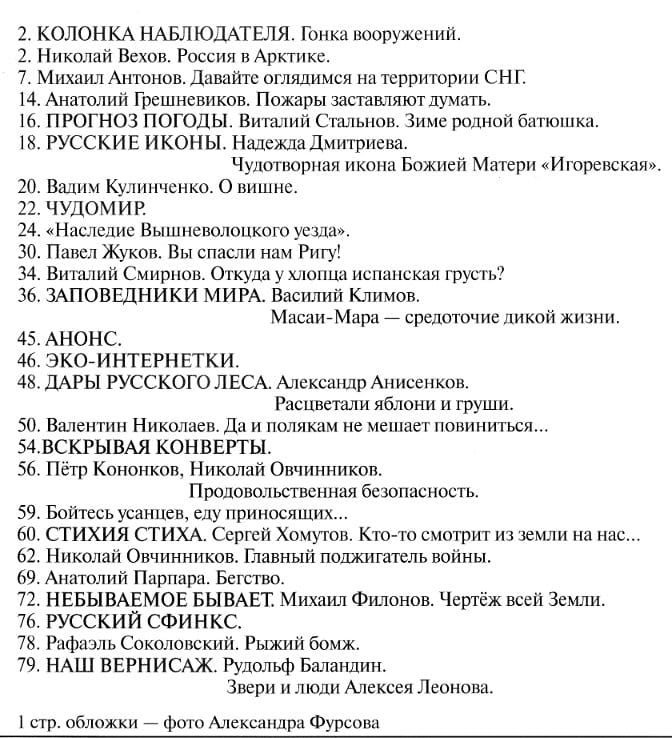 2. КОЛОНКА НАБЛЮДАТЕЛЯ. Гонка вооружений.
2. Николай Вехов. Россия в Арктике.
7. Михаил Антонов. Давайте оглядимся на территории СНГ.
14. Анатолий Грешневиков. Пожары заставляют думать.
16. ПРОГНОЗ ПОГОДЫ. Виталий Стальнов. Зиме родной батюшка.
18. РУССКИЕ ИКОНЫ. Надежда Дмитриева.
Чудотворная икона Божией Матери «Игоревская».
20. Вадим Кулинченко. О вишне.
22. ЧУДОМИР.
24. «Наследие Вышневолоцкого уезда».
30. Павел Жуков. Вы спасли нам Ригу!
34. Виталий Смирнов. Откуда у хлопца испанская грусть?
36. ЗАПОВЕДНИКИ МИРА. Василий Климов.
Масаи-Мара — средоточие дикой жизни.
45. АНОНС.
46. ЭКО-ИНТЕРНЕТКИ.
48. ДАРЫ РУССКОГО ЛЕСА. Александр Анисенков.
Расцветали яблони и груши.
50. Валентин Николаев. Да и полякам не мешает повиниться...
54.ВСКРЫВАЯ КОНВЕРТЫ.
56. Пётр Кононков, Николай Овчинников.
Продовольственная безопасность.
59. Бойтесь усанцев, еду приносящих...
60. СТИХИЯ СТИХА. Сергей Хомутов. Кто-то смотрит из земли на нас...
62. Николай Овчинников. Главный поджигатель войны.
69. Анатолий Парпара. Бегство.
72. НЕБЫВАЕМОЕ БЫВАЕТ. Михаил Филонов. Чертёж всей Земли.
76. РУССКИЙ СФИНКС.
78. Рафаэль Соколовский. Рыжий бомж.
79. НАШ ВЕРНИСАЖ. Рудольф Баландин.
Звери и люди Алексея Леонова.
1 стр. обложки — фото Александра Фурсова